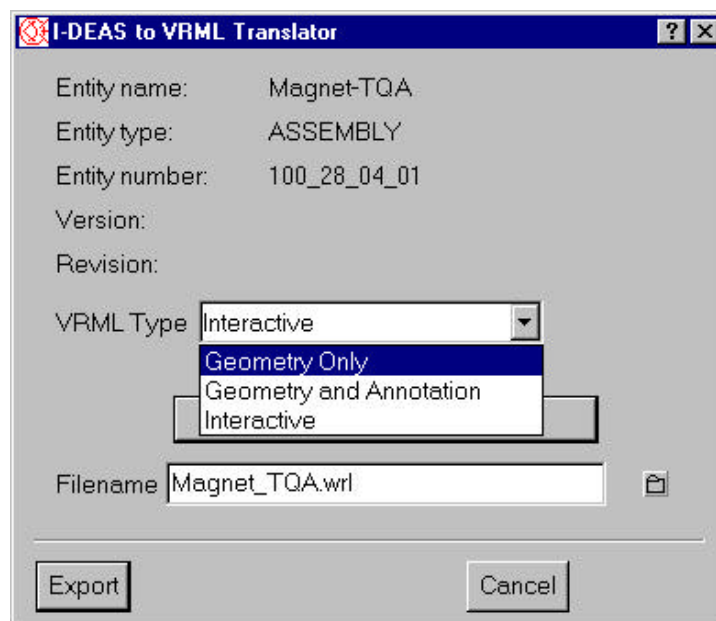 I-DEAS to VRML Translator
Entity name: Magnet-TQA
Entity type: ASSEMBLY
Entity number: 100_28_04_01
Version:
Revision:
VRML Type Interactive
Geometry Only
Geometry and Annotation
Interactive
Filename Magnet_TQA.wrl
Export Cancel